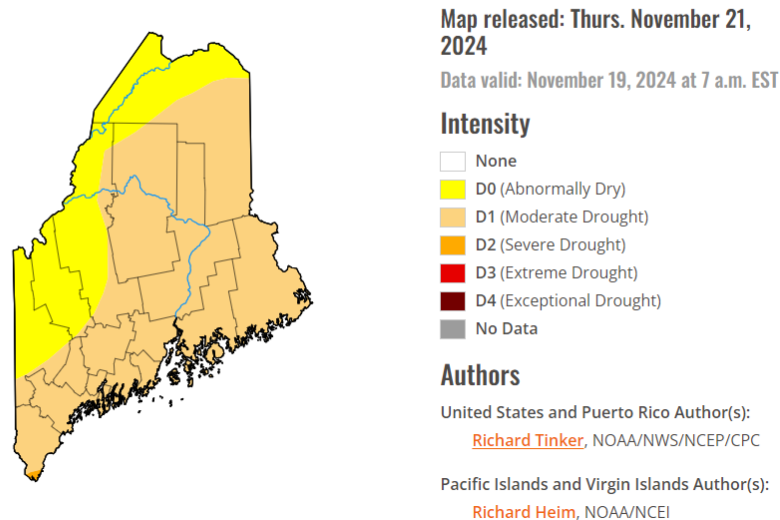 Map released: Thurs. November 21,
2024
Data valid: November 19, 2024 at 7 a.m. EST
Intensity
None
D0 (Abnormally Dry)
D1 (Moderate Drought)
D2 (Severe Drought)
D3 (Extreme Drought)
D4 (Exceptional Drought)
No Data
Authors
United States and Puerto Rico Author(s):
Richard Tinker, NOAA/NWS/NCEP/CPC
Pacific Islands and Virgin Islands Author(s):
Richard Heim, NOAA/NCEI